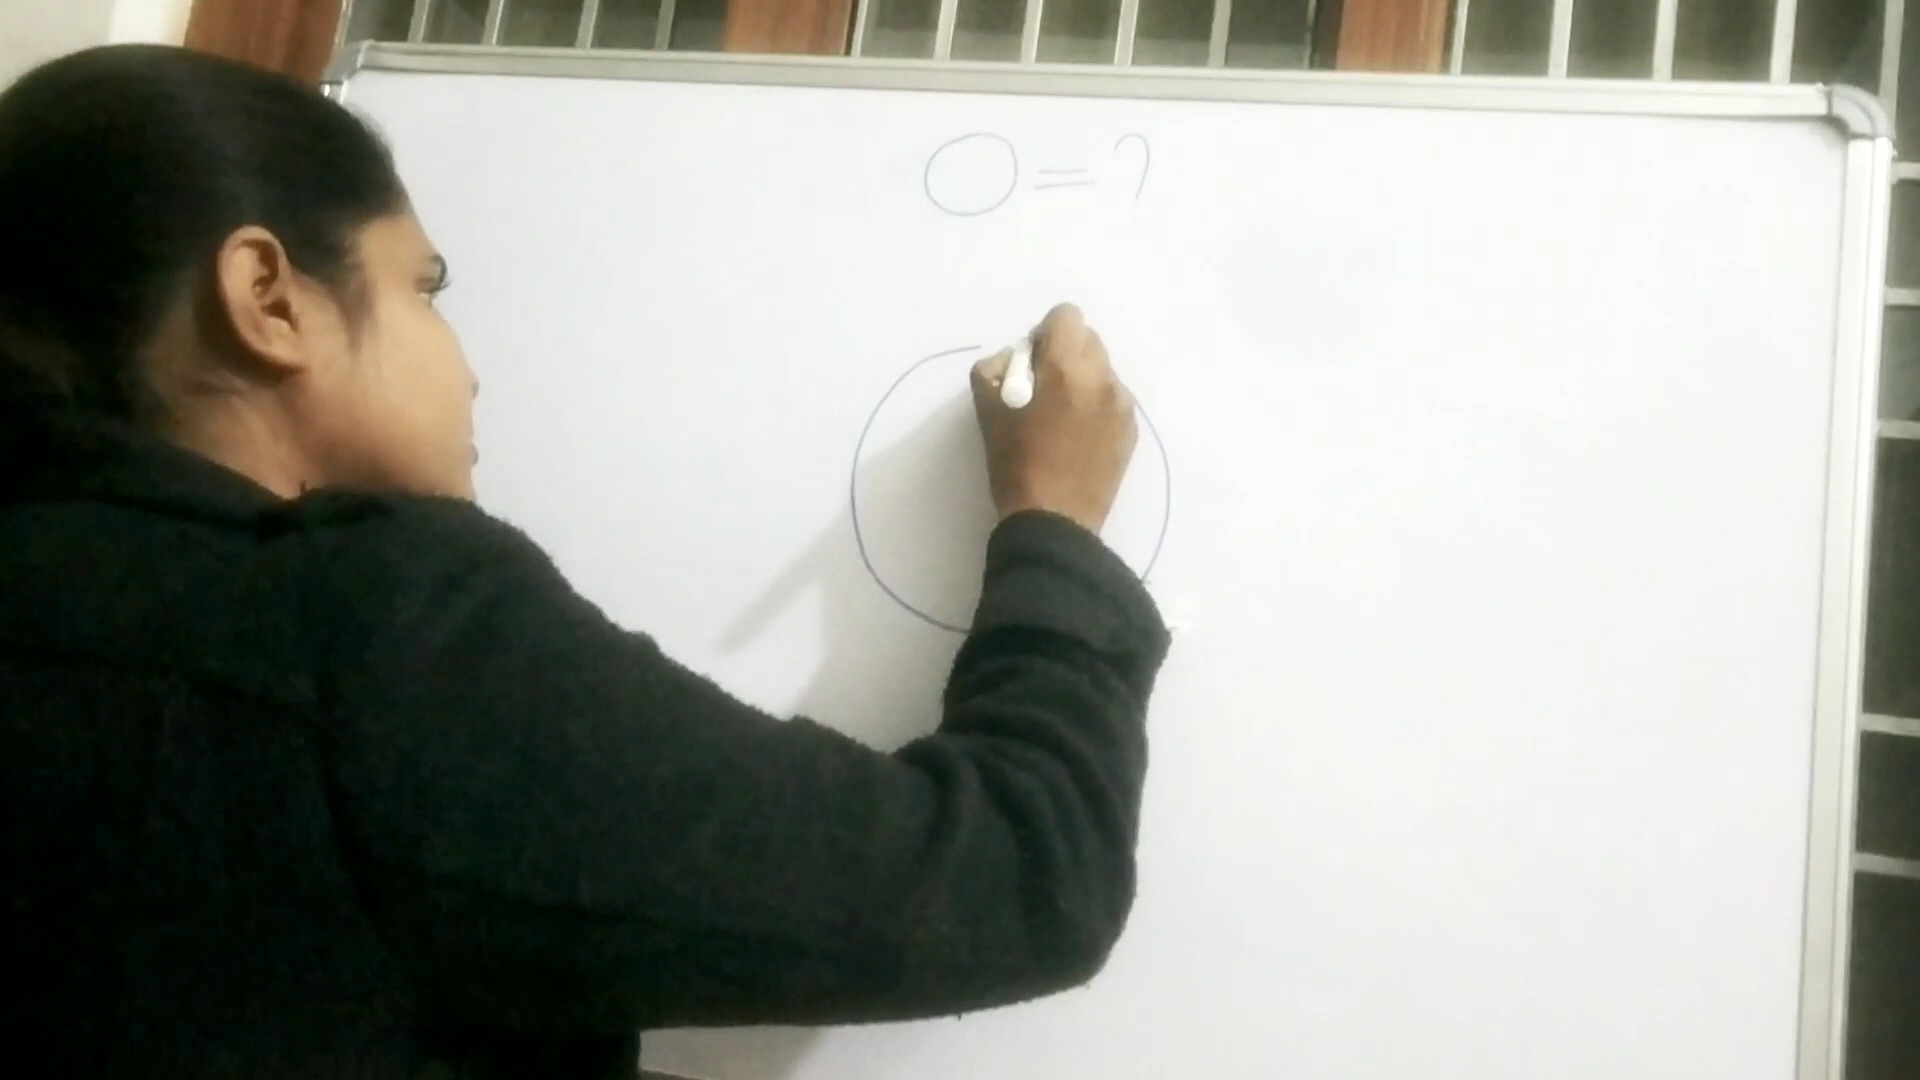 O = ?